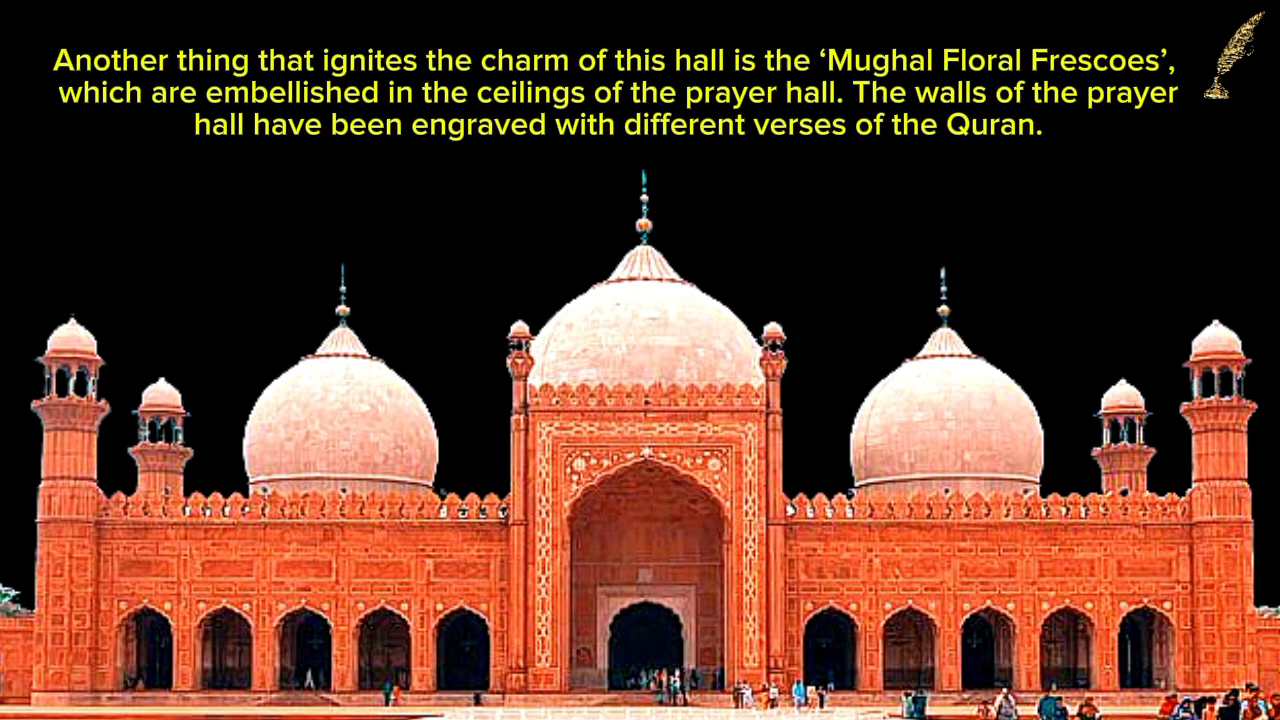 Another thing that ignites the charm of this hall is the ‘Mughal Floral Frescoes’,
which are embellished in the ceilings of the prayer hall. The walls of the prayer
hall have been engraved with different verses of the Quran.